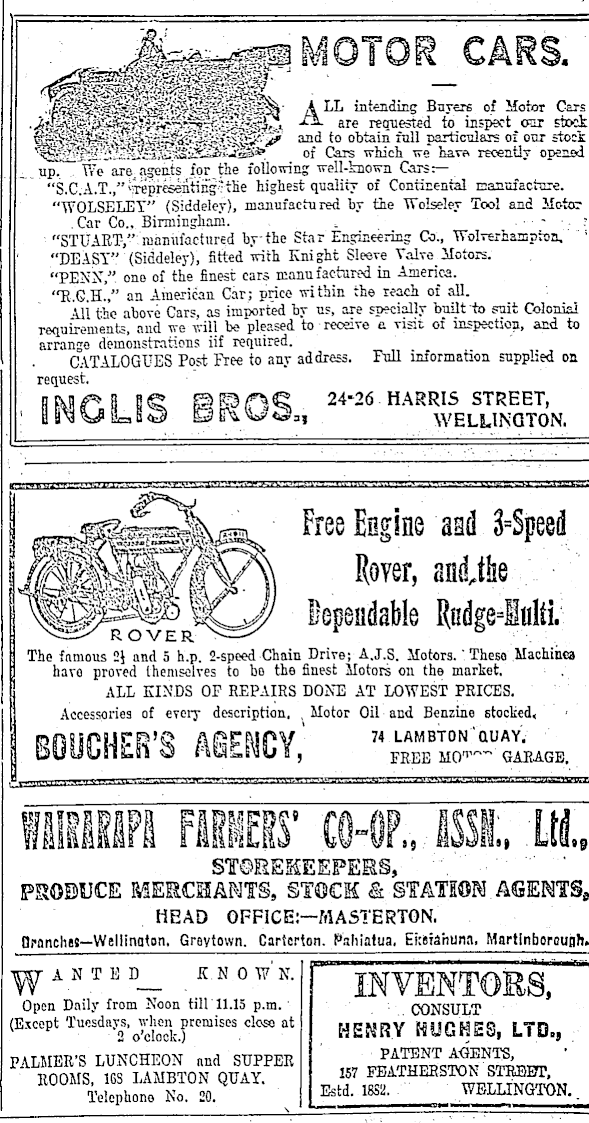 MOTOR CARS.
ALL intending Buyers of Motor Cars
are requested to inspect our stock
and to obtain full particulars of our stock
of Cars which we have recently opened
up. We are agents for the following well-known Cars:—
"S.C.A.T.," representing the highest quality of Continental manufacture.
"WOLSELEY" (Siddeley), manufactured by the Wolseley Tool and Motor
Car Co., Birmingham.
"STUART," manufactured by the Star Engineering Co., Wolverhampton.
"DEASY" (Siddeley), fitted with Knight Sleeve Valve Motors.
"PENN," one of the finest cars manufactured in America.
"R.C.H.," an American Car; price within the reach of all.
All the above Cars, as imported by us, are specially built to suit Colonial
requirements, and we will be pleased to receive a visit of inspection, and to
arrange demonstrations iif required.
CATALOGUES Post Free to any address. Full information supplied on
request.
INGLIS BROS., 24-26 HARRIS STREET,
WELLINGTON.
Free Engine and 3-Speed
Rover, and the
Dependable Rudge-Multi.
ROVER
The famous 2½ and 5 h.p. 2-speed Chain Drive; A.J.S. Motors. These Machines
have proved themselves to be the finest Motors on the market.
ALL KINDS OF REPAIRS DONE AT LOWEST PRICES.
Accessories of every description. Motor Oil and Benzine stocked.
BOUCHER'S AGENCY, 74 LAMBTON QUAY.
FREE MOTOR GARAGE.
WAIRARAPA FARMERS' CO-OP., ASSN., Ltd.,
STOREKEEPERS,
PRODUCE MERCHANTS, STOCK & STATION AGENTS,
HEAD OFFICE:—MASTERTON.
Branches—Wellington, Greytown, Carterton, Pahiatua, Eketahuna, Martinborough.
WANTED KNOWN.
Open Daily from Noon till 11.15 p.m.
(Except Tuesdays, when premises close at
2 o'clock.)
PALMER'S LUNCHEON and SUPPER
ROOMS, 168 LAMBTON QUAY.
Telephone No. 20.
INVENTORS,
CONSULT
HENRY HUGHES, LTD.,
PATENT AGENTS,
157 FEATHERSTON STREET,
Estd. 1882. WELLINGTON.